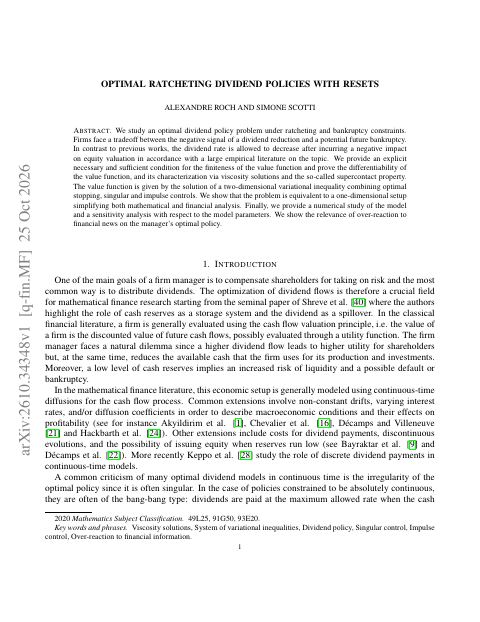 OPTIMAL RATCHETING DIVIDEND POLICIES WITH RESETS
ALEXANDRE ROCH AND SIMONE SCOTTI
ABSTRACT. We study an optimal dividend policy problem under ratcheting and bankruptcy constraints.
Firms face a tradeoff between the negative signal of a dividend reduction and a potential future bankruptcy.
In contrast to previous works, the dividend rate is allowed to decrease after incurring a negative impact
on equity valuation in accordance with a large empirical literature on the topic. We provide an explicit
necessary and sufficient condition for the finiteness of the value function and prove the differentiability of
the value function, and its characterization via viscosity solutions and the so-called supercontact property.
The value function is given by the solution of a two-dimensional variational inequality combining optimal
stopping, singular and impulse controls. We show that the problem is equivalent to a one-dimensional setup
simplifying both mathematical and financial analysis. Finally, we provide a numerical study of the model
and a sensitivity analysis with respect to the model parameters. We show the relevance of over-reaction to
financial news on the manager's optimal policy.
1. INTRODUCTION
One of the main goals of a firm manager is to compensate shareholders for taking on risk and the most
common way is to distribute dividends. The optimization of dividend flows is therefore a crucial field
for mathematical finance research starting from the seminal paper of Shreve et al. [40] where the authors
highlight the role of cash reserves as a storage system and the dividend as a spillover. In the classical
financial literature, a firm is generally evaluated using the cash flow valuation principle, i.e. the value of
a firm is the discounted value of future cash flows, possibly evaluated through a utility function. The firm
manager faces a natural dilemma since a higher dividend flow leads to higher utility for shareholders
but, at the same time, reduces the available cash that the firm uses for its production and investments.
Moreover, a low level of cash reserves implies an increased risk of liquidity and a possible default or
bankruptcy.
In the mathematical finance literature, this economic setup is generally modeled using continuous-time
diffusions for the cash flow process. Common extensions involve non-constant drifts, varying interest
rates, and/or diffusion coefficients in order to describe macroeconomic conditions and their effects on
profitability (see for instance Akyildirim et al. [1], Chevalier et al. [16], Décamps and Villeneuve
[21] and Hackbarth et al. [24]). Other extensions include costs for dividend payments, discontinuous
evolutions, and the possibility of issuing equity when reserves run low (see Bayraktar et al. [9] and
Décamps et al. [22]). More recently Keppo et al. [28] study the role of discrete dividend payments in
continuous-time models.
A common criticism of many optimal dividend models in continuous time is the irregularity of the
optimal policy since it is often singular. In the case of policies constrained to be absolutely continuous,
they are often of the bang-bang type: dividends are paid at the maximum allowed rate when the cash
2020 Mathematics Subject Classification. 49L25, 91G50, 93E20.
Key words and phrases. Viscosity solutions, System of variational inequalities, Dividend policy, Singular control, Impulse
control, Over-reaction to financial information.
1
arXiv:2610.34348v1 [q-fin.MF] 25 Oct 2026